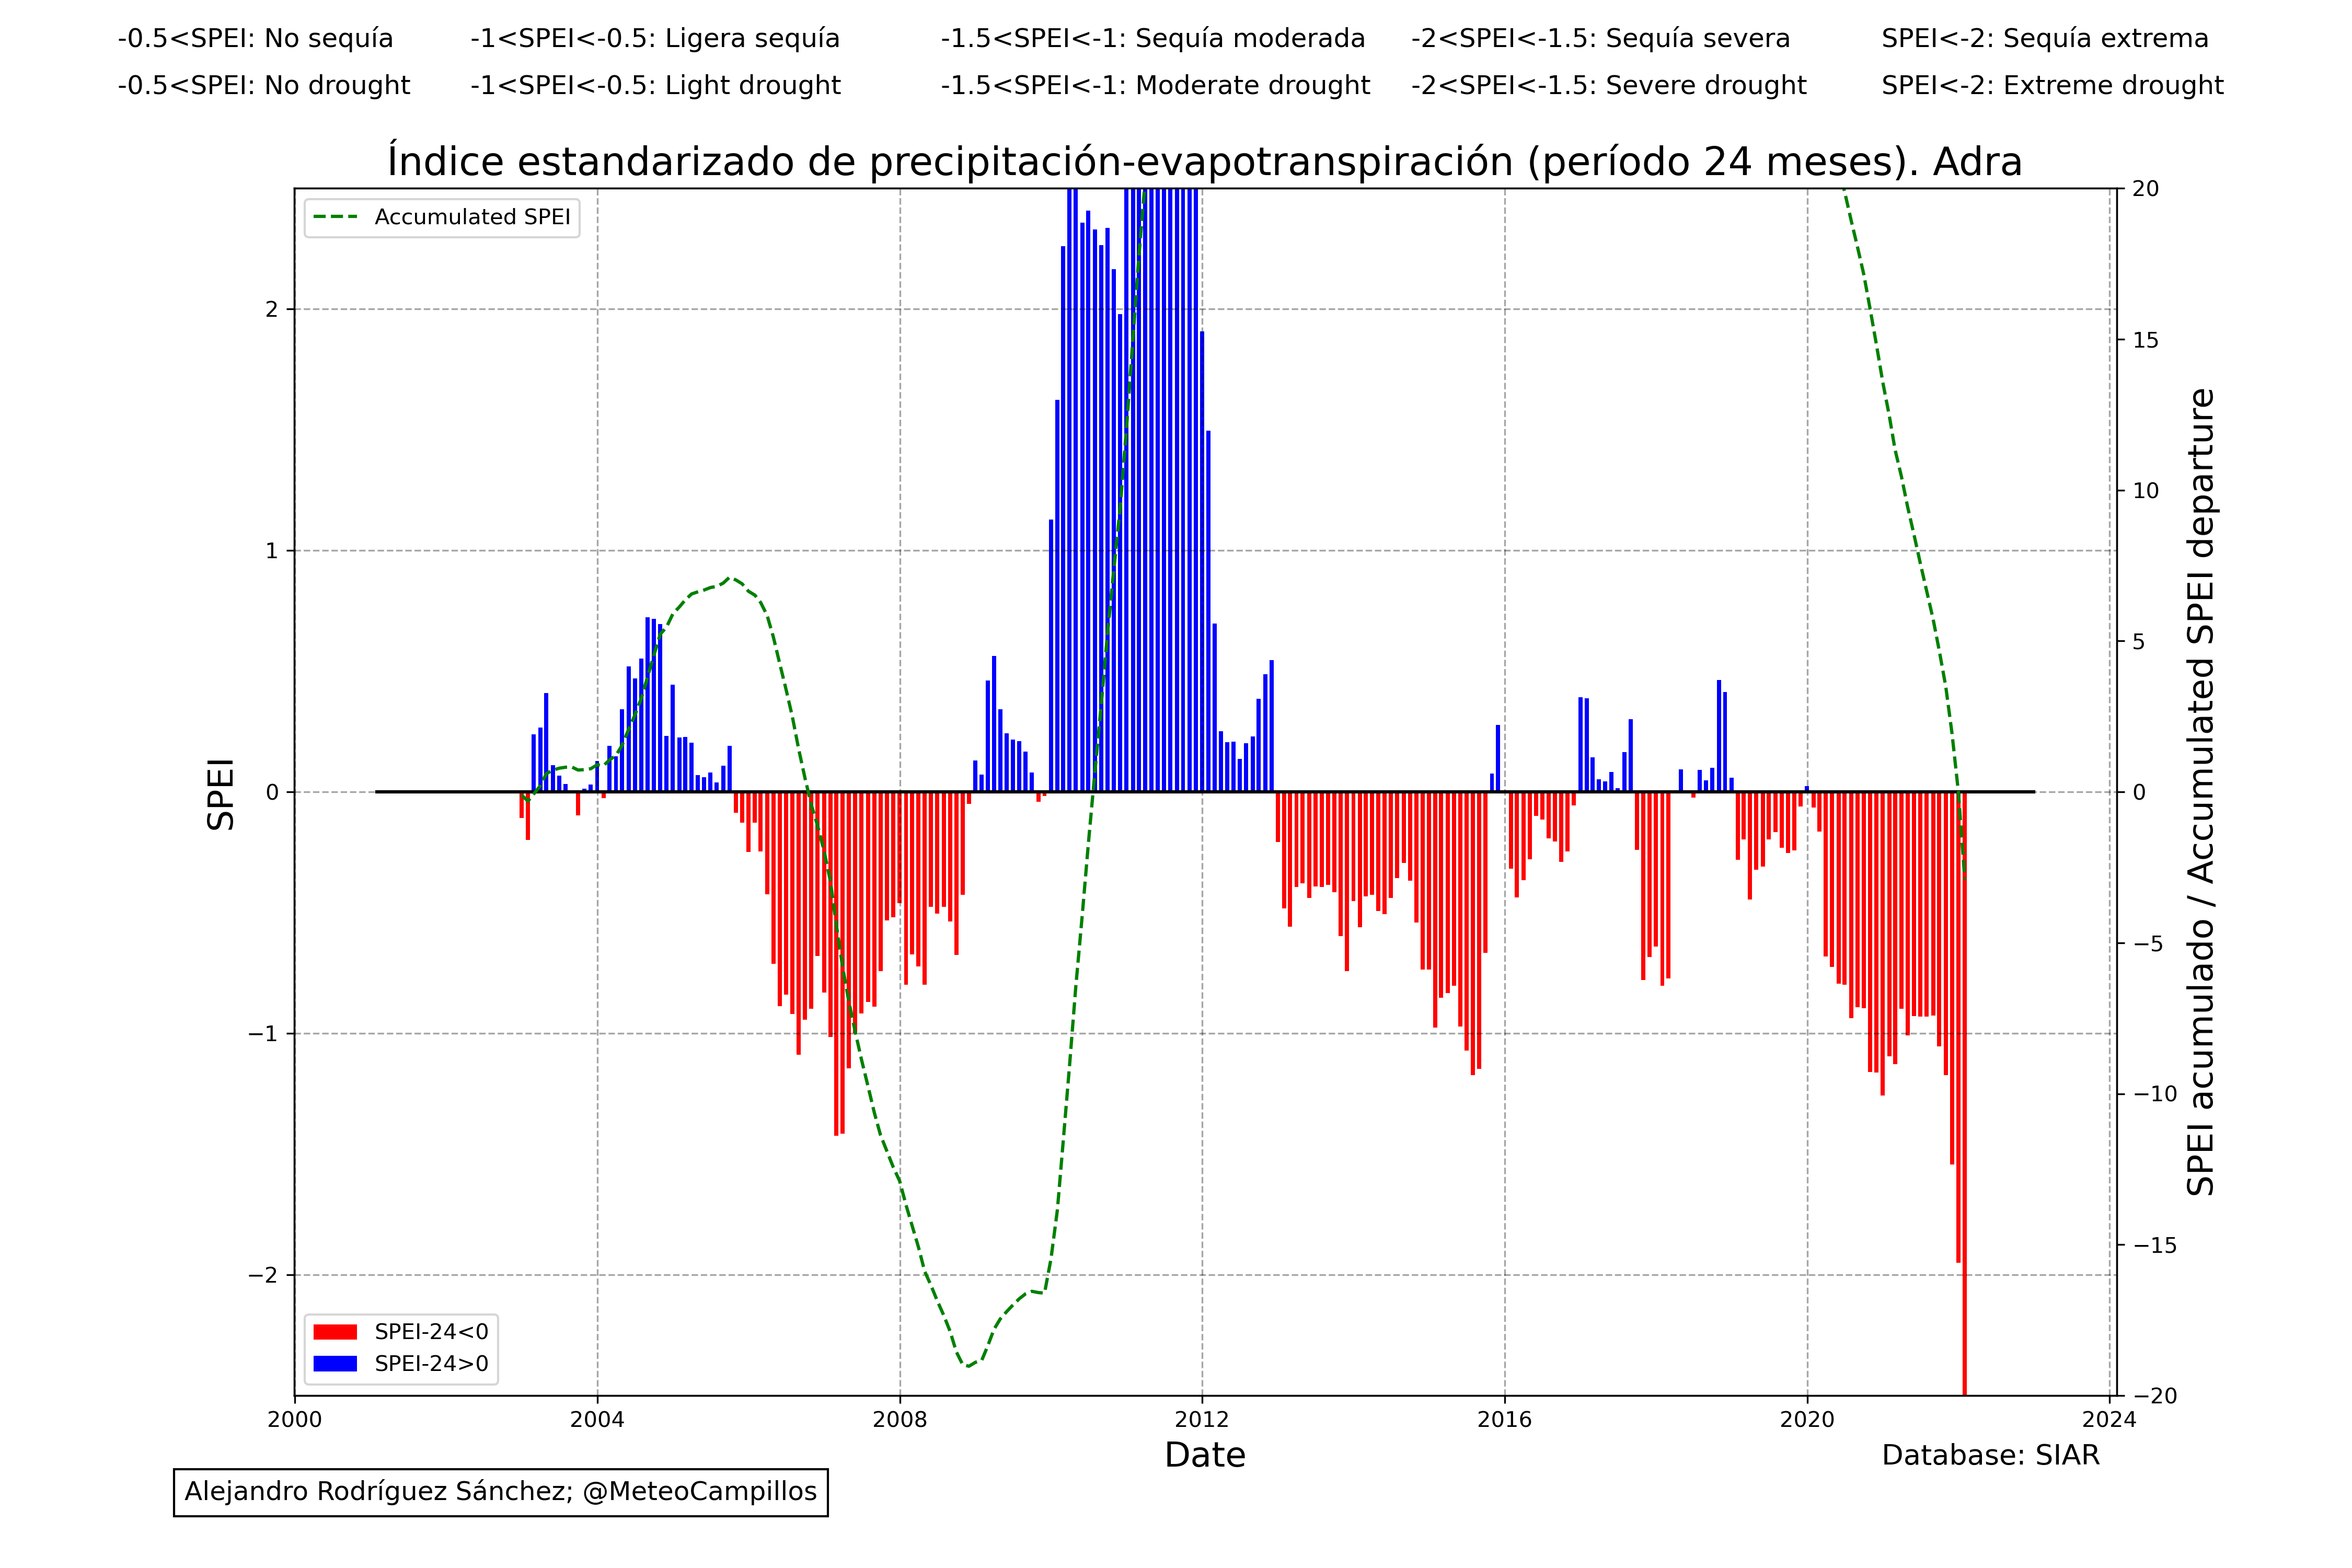 -0.5<SPEI: No sequía
-1<SPEI<-0.5: Ligera sequía
-1.5<SPEI<-1: Sequía moderada
-2<SPEI<-1.5: Sequía severa
SPEI<-2: Sequía extrema
-0.5<SPEI: No drought
-1<SPEI<-0.5: Light drought
-1.5<SPEI<-1: Moderate drought
-2<SPEI<-1.5: Severe drought
SPEI<-2: Extreme drought
Índice estandarizado de precipitación-evapotranspiración (período 24 meses). Adra
Accumulated SPEI
SPEI
2
1
0
−1
−2
20
15
10
5
0
−5
−10
−15
−20
SPEI acumulado / Accumulated SPEI departure
SPEI-24<0
SPEI-24>0
2000
2004
2008
2012
2016
2020
2024
Date
Database: SIAR
Alejandro Rodríguez Sánchez; @MeteoCampillos